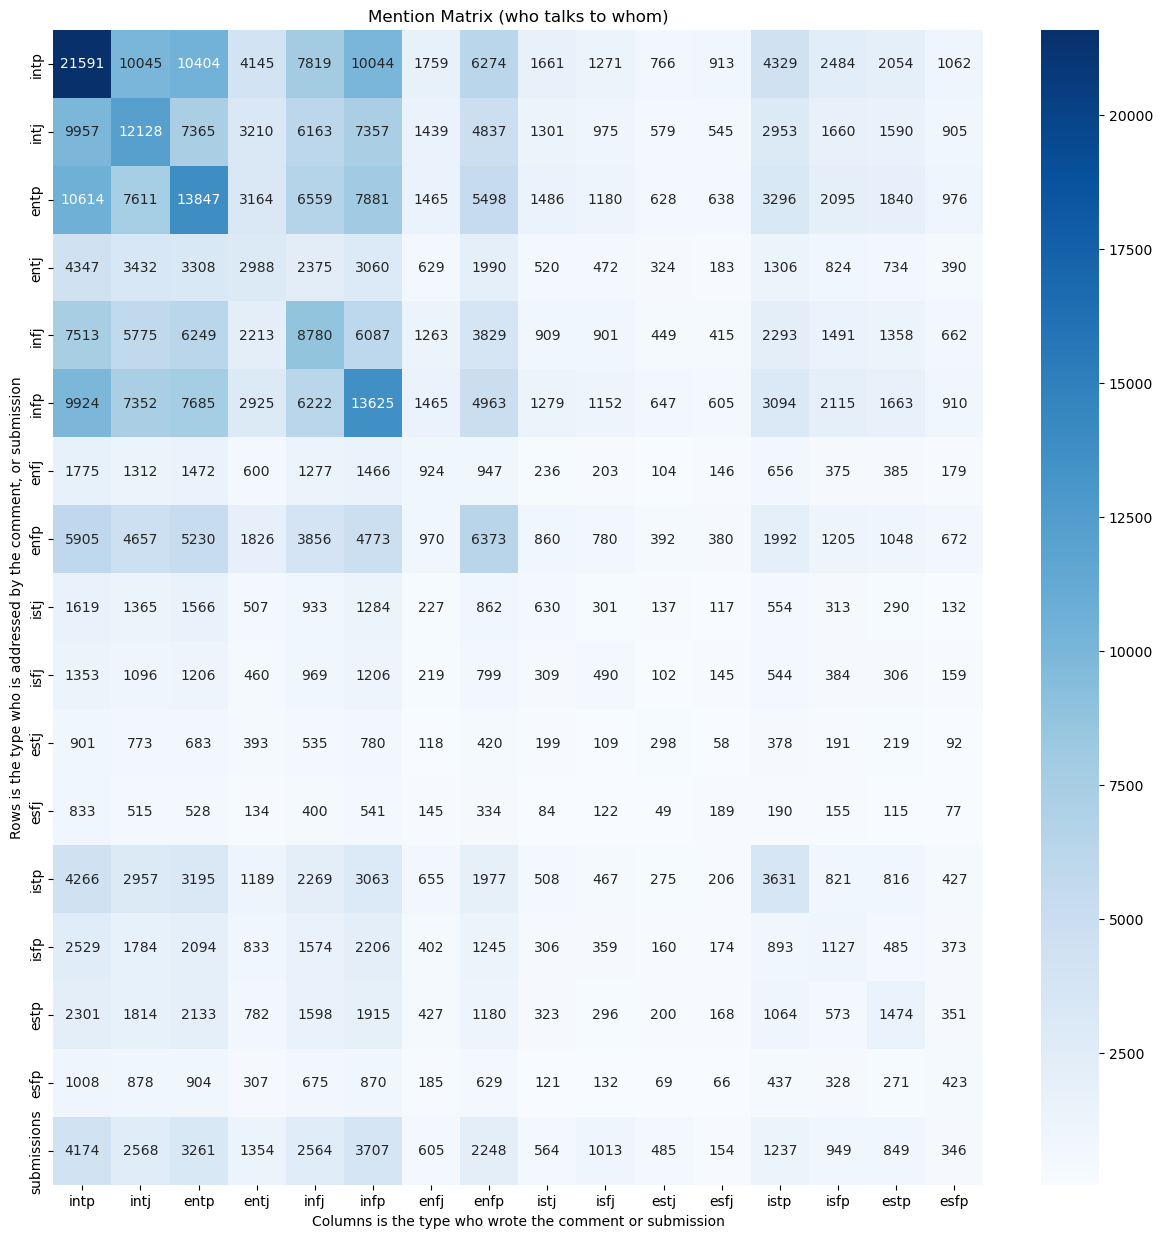 Mention Matrix (who talks to whom)
intp 21591 10045 10404 4145 7819 10044 1759 6274 1661 1271 766 913 4329 2484 2054 1062
intj 9957 12128 7365 3210 6163 7357 1439 4837 1301 975 579 545 2953 1660 1590 905
entp 10614 7611 13847 3164 6559 7881 1465 5498 1486 1180 628 638 3296 2095 1840 976
entj 4347 3432 3308 2988 2375 3060 629 1990 520 472 324 183 1306 824 734 390
infj 7513 5775 6249 2213 8780 6087 1263 3829 909 901 449 415 2293 1491 1358 662
infp 9924 7352 7685 2925 6222 13625 1465 4963 1279 1152 647 605 3094 2115 1663 910
enfj 1775 1312 1472 600 1277 1466 924 947 236 203 104 146 656 375 385 179
enfp 5905 4657 5230 1826 3856 4773 970 6373 860 780 392 380 1992 1205 1048 672
istj 1619 1365 1566 507 933 1284 227 862 630 301 137 117 554 313 290 132
isfj 1353 1096 1206 460 969 1206 219 799 309 490 102 145 544 384 306 159
estj 901 773 683 393 535 780 118 420 199 109 298 58 378 191 219 92
esfj 833 515 528 134 400 541 145 334 84 122 49 189 190 155 115 77
istp 4266 2957 3195 1189 2269 3063 655 1977 508 467 275 206 3631 821 816 427
isfp 2529 1784 2094 833 1574 2206 402 1245 306 359 160 174 893 1127 485 373
estp 2301 1814 2133 782 1598 1915 427 1180 323 296 200 168 1064 573 1474 351
esfp 1008 878 904 307 675 870 185 629 121 132 69 66 437 328 271 423
submissions 4174 2568 3261 1354 2564 3707 605 2248 564 1013 485 154 1237 949 849 346
intp intj entp entj infj infp enfj enfp istj isfj estj esfj istp isfp estp esfp
Columns is the type who wrote the comment or submission
Rows is the type who is addressed by the comment, or submission
20000
17500
15000
12500
10000
7500
5000
2500